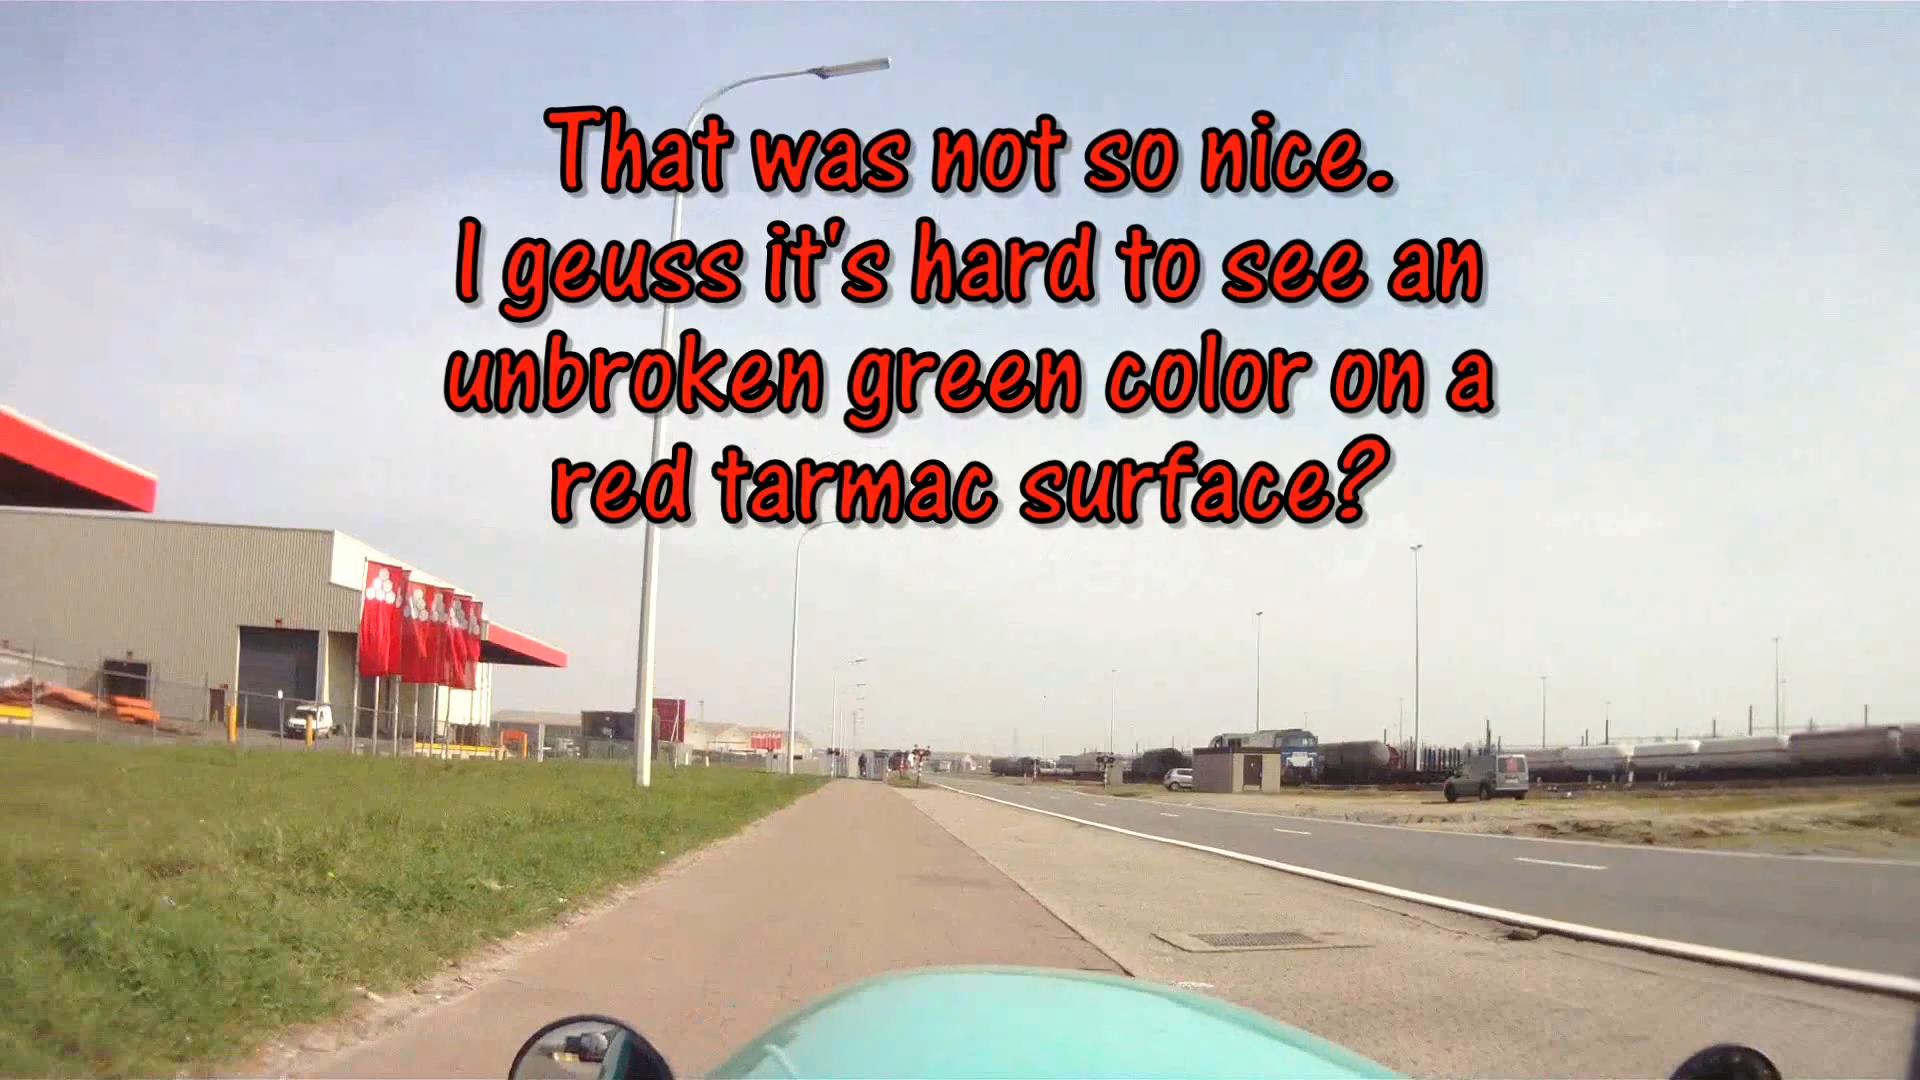 That was not so nice.
I geuss it's hard to see an
unbroken green color on a
red tarmac surface?